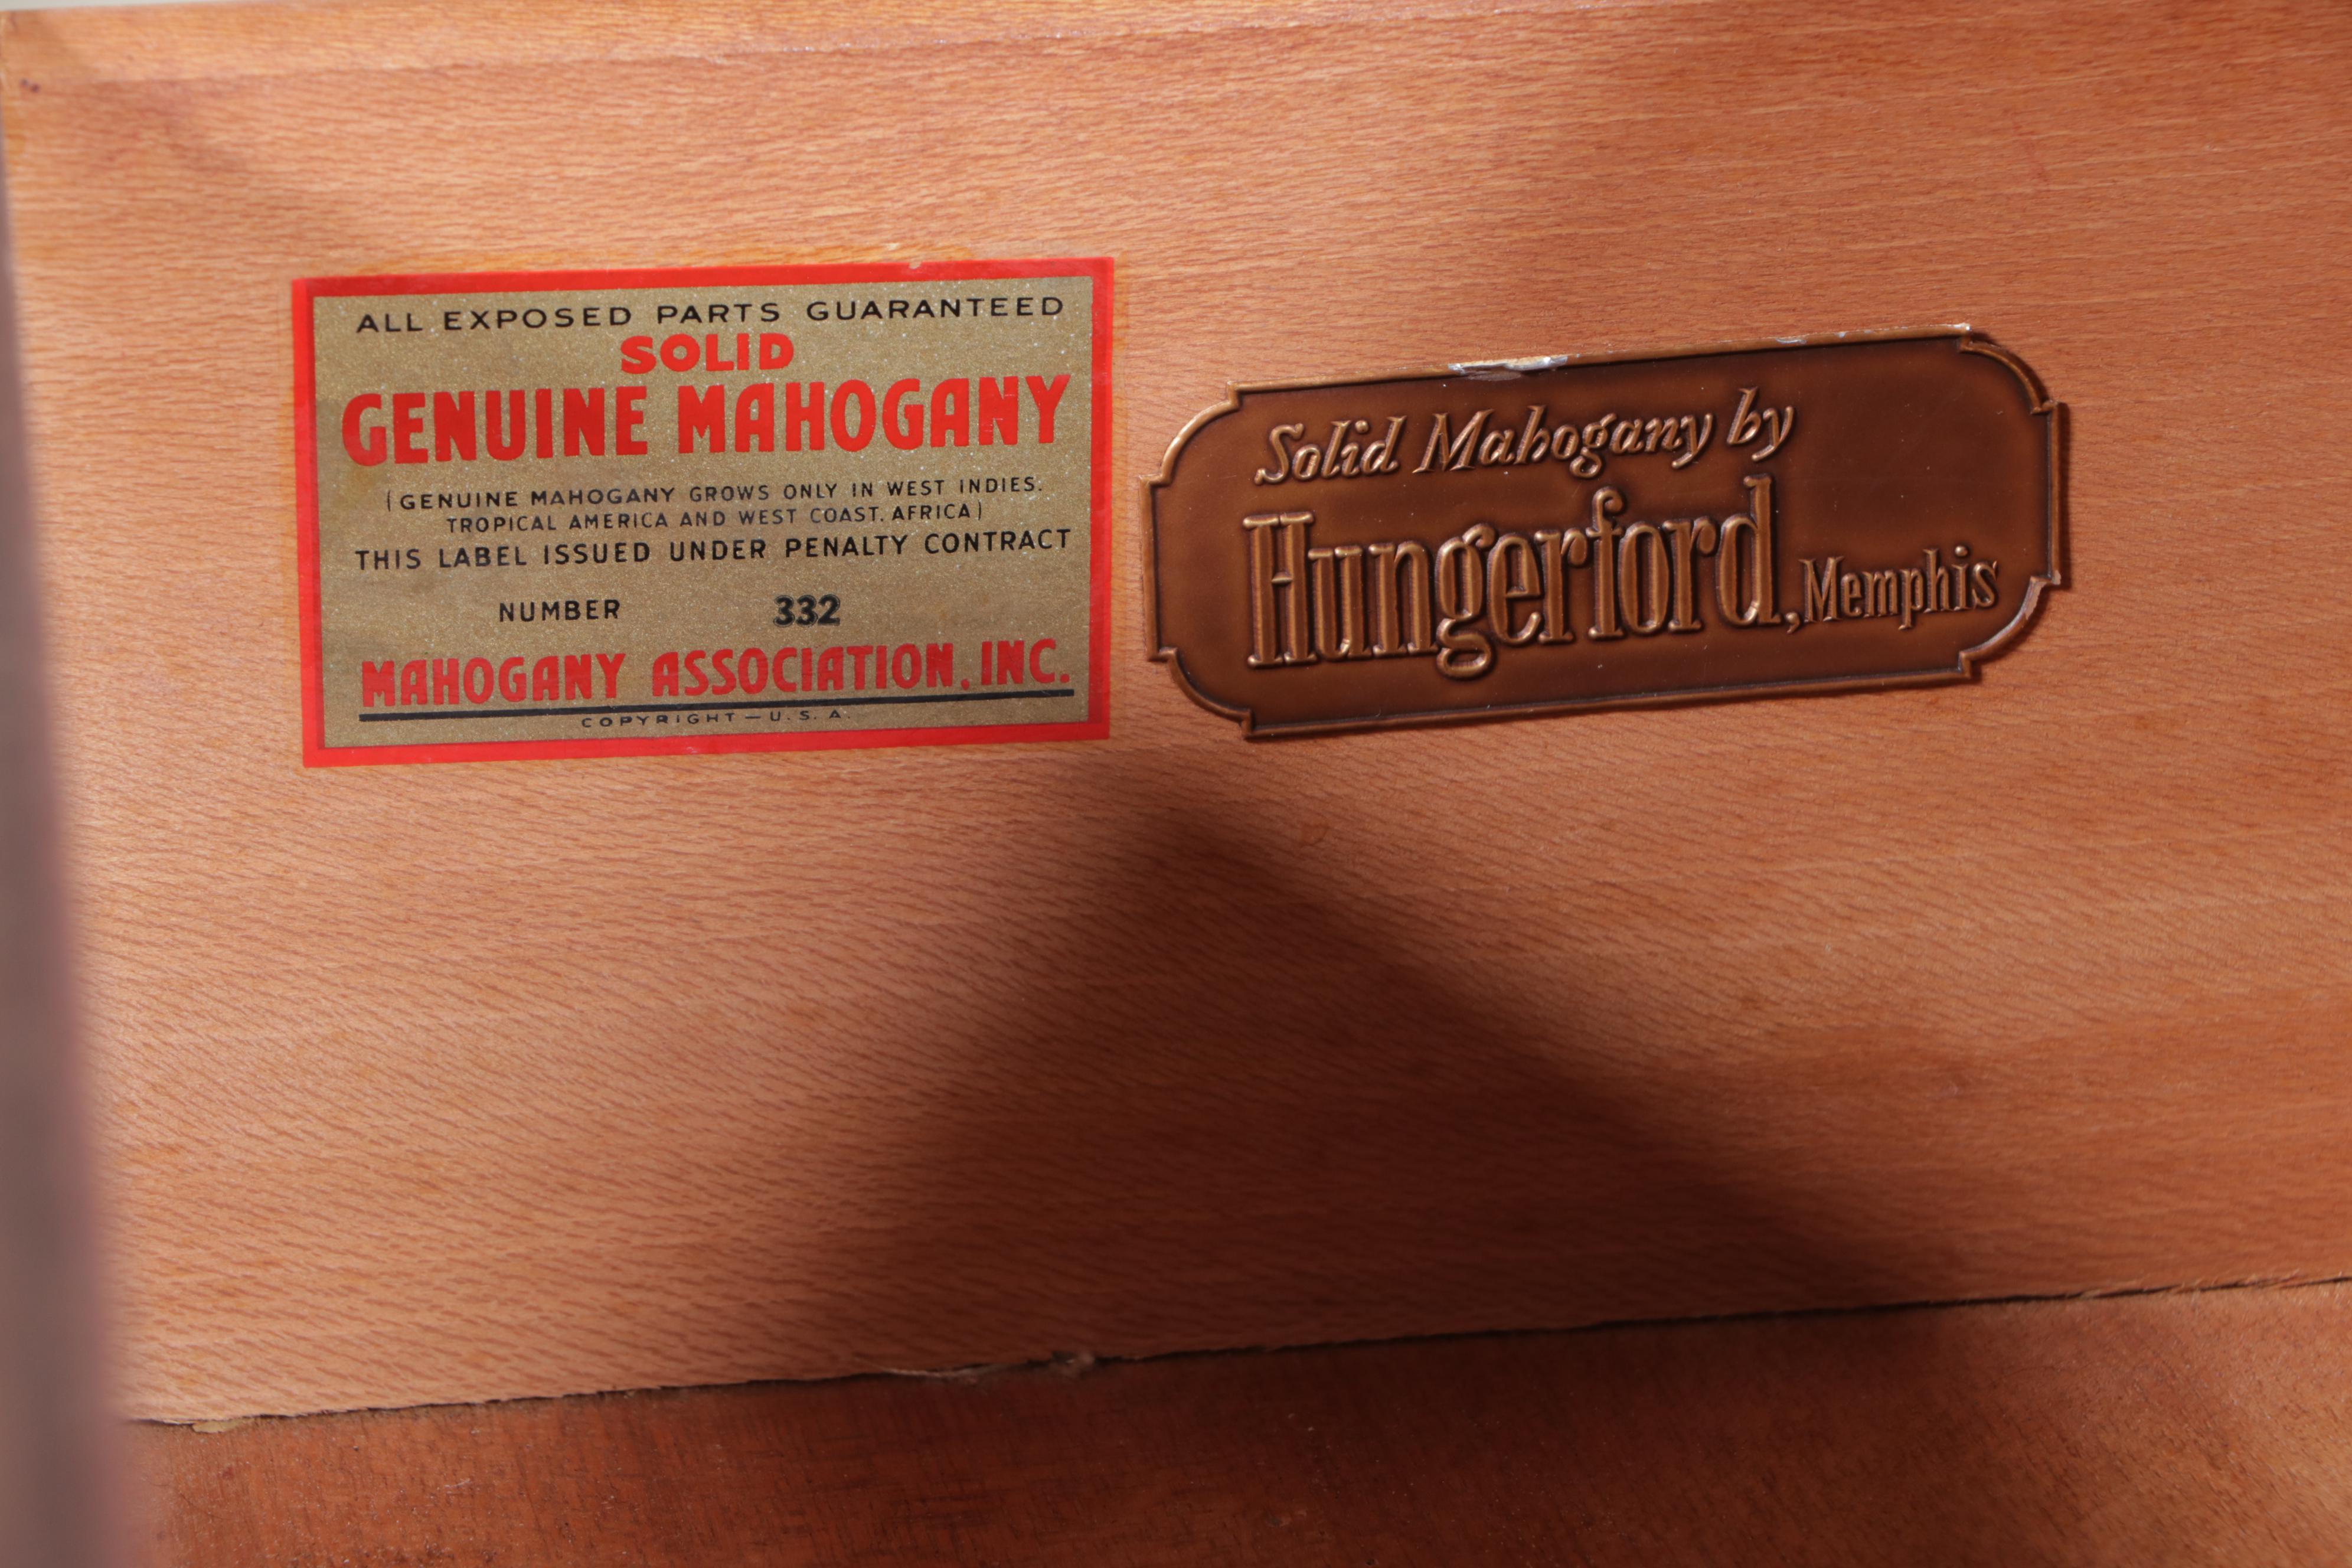 ALL EXPOSED PARTS GUARANTEED
SOLID
GENUINE MAHOGANY
(GENUINE MAHOGANY GROWS ONLY IN WEST INDIES.
TROPICAL AMERICA AND WEST COAST. AFRICA)
THIS LABEL ISSUED UNDER PENALTY CONTRACT
NUMBER 332
MAHOGANY ASSOCIATION, INC.
COPYRIGHT — U. S. A.
Solid Mahogany by
Hungerford, Memphis